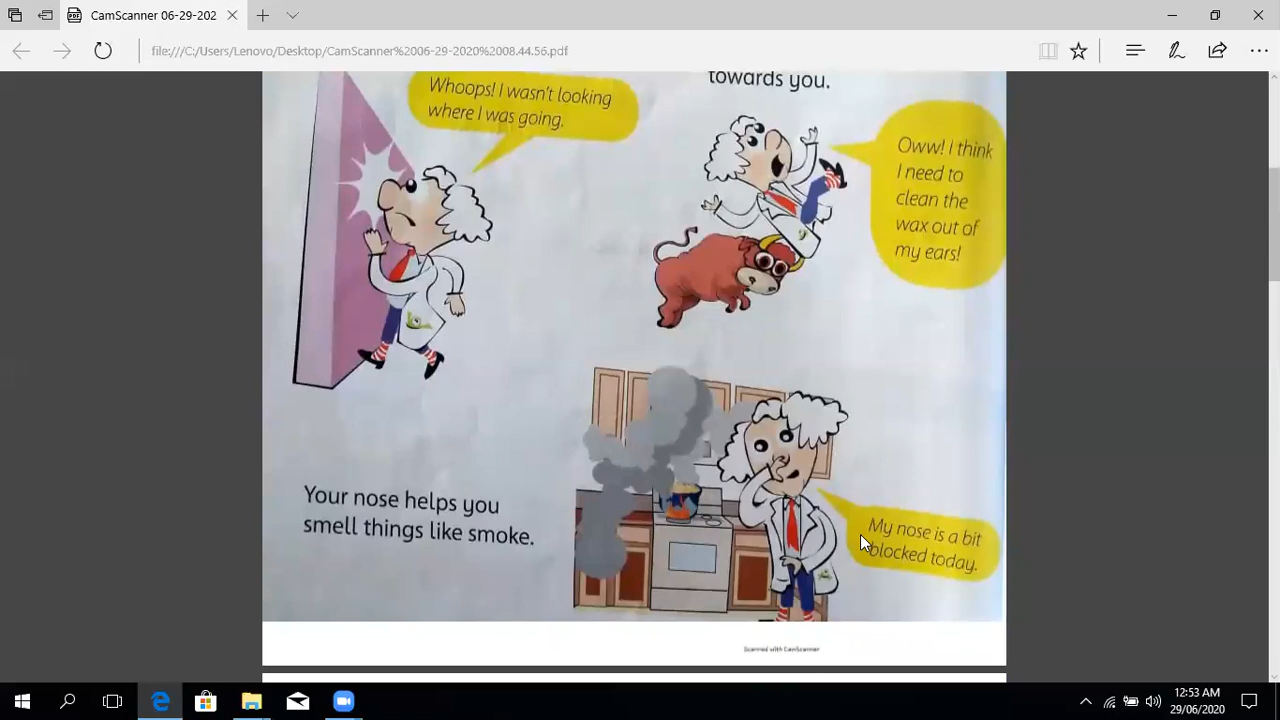 CamScanner 06-29-202
file:///C:/Users/Lenovo/Desktop/CamScanner%2006-29-2020%2008.44.56.pdf
Whoops! I wasn't looking
where I was going.
towards you.
Oww! I think
I need to
clean the
wax out of
my ears!
Your nose helps you
smell things like smoke.
My nose is a bit
blocked today.
Scanned with CamScanner
12:53 AM
29/06/2020